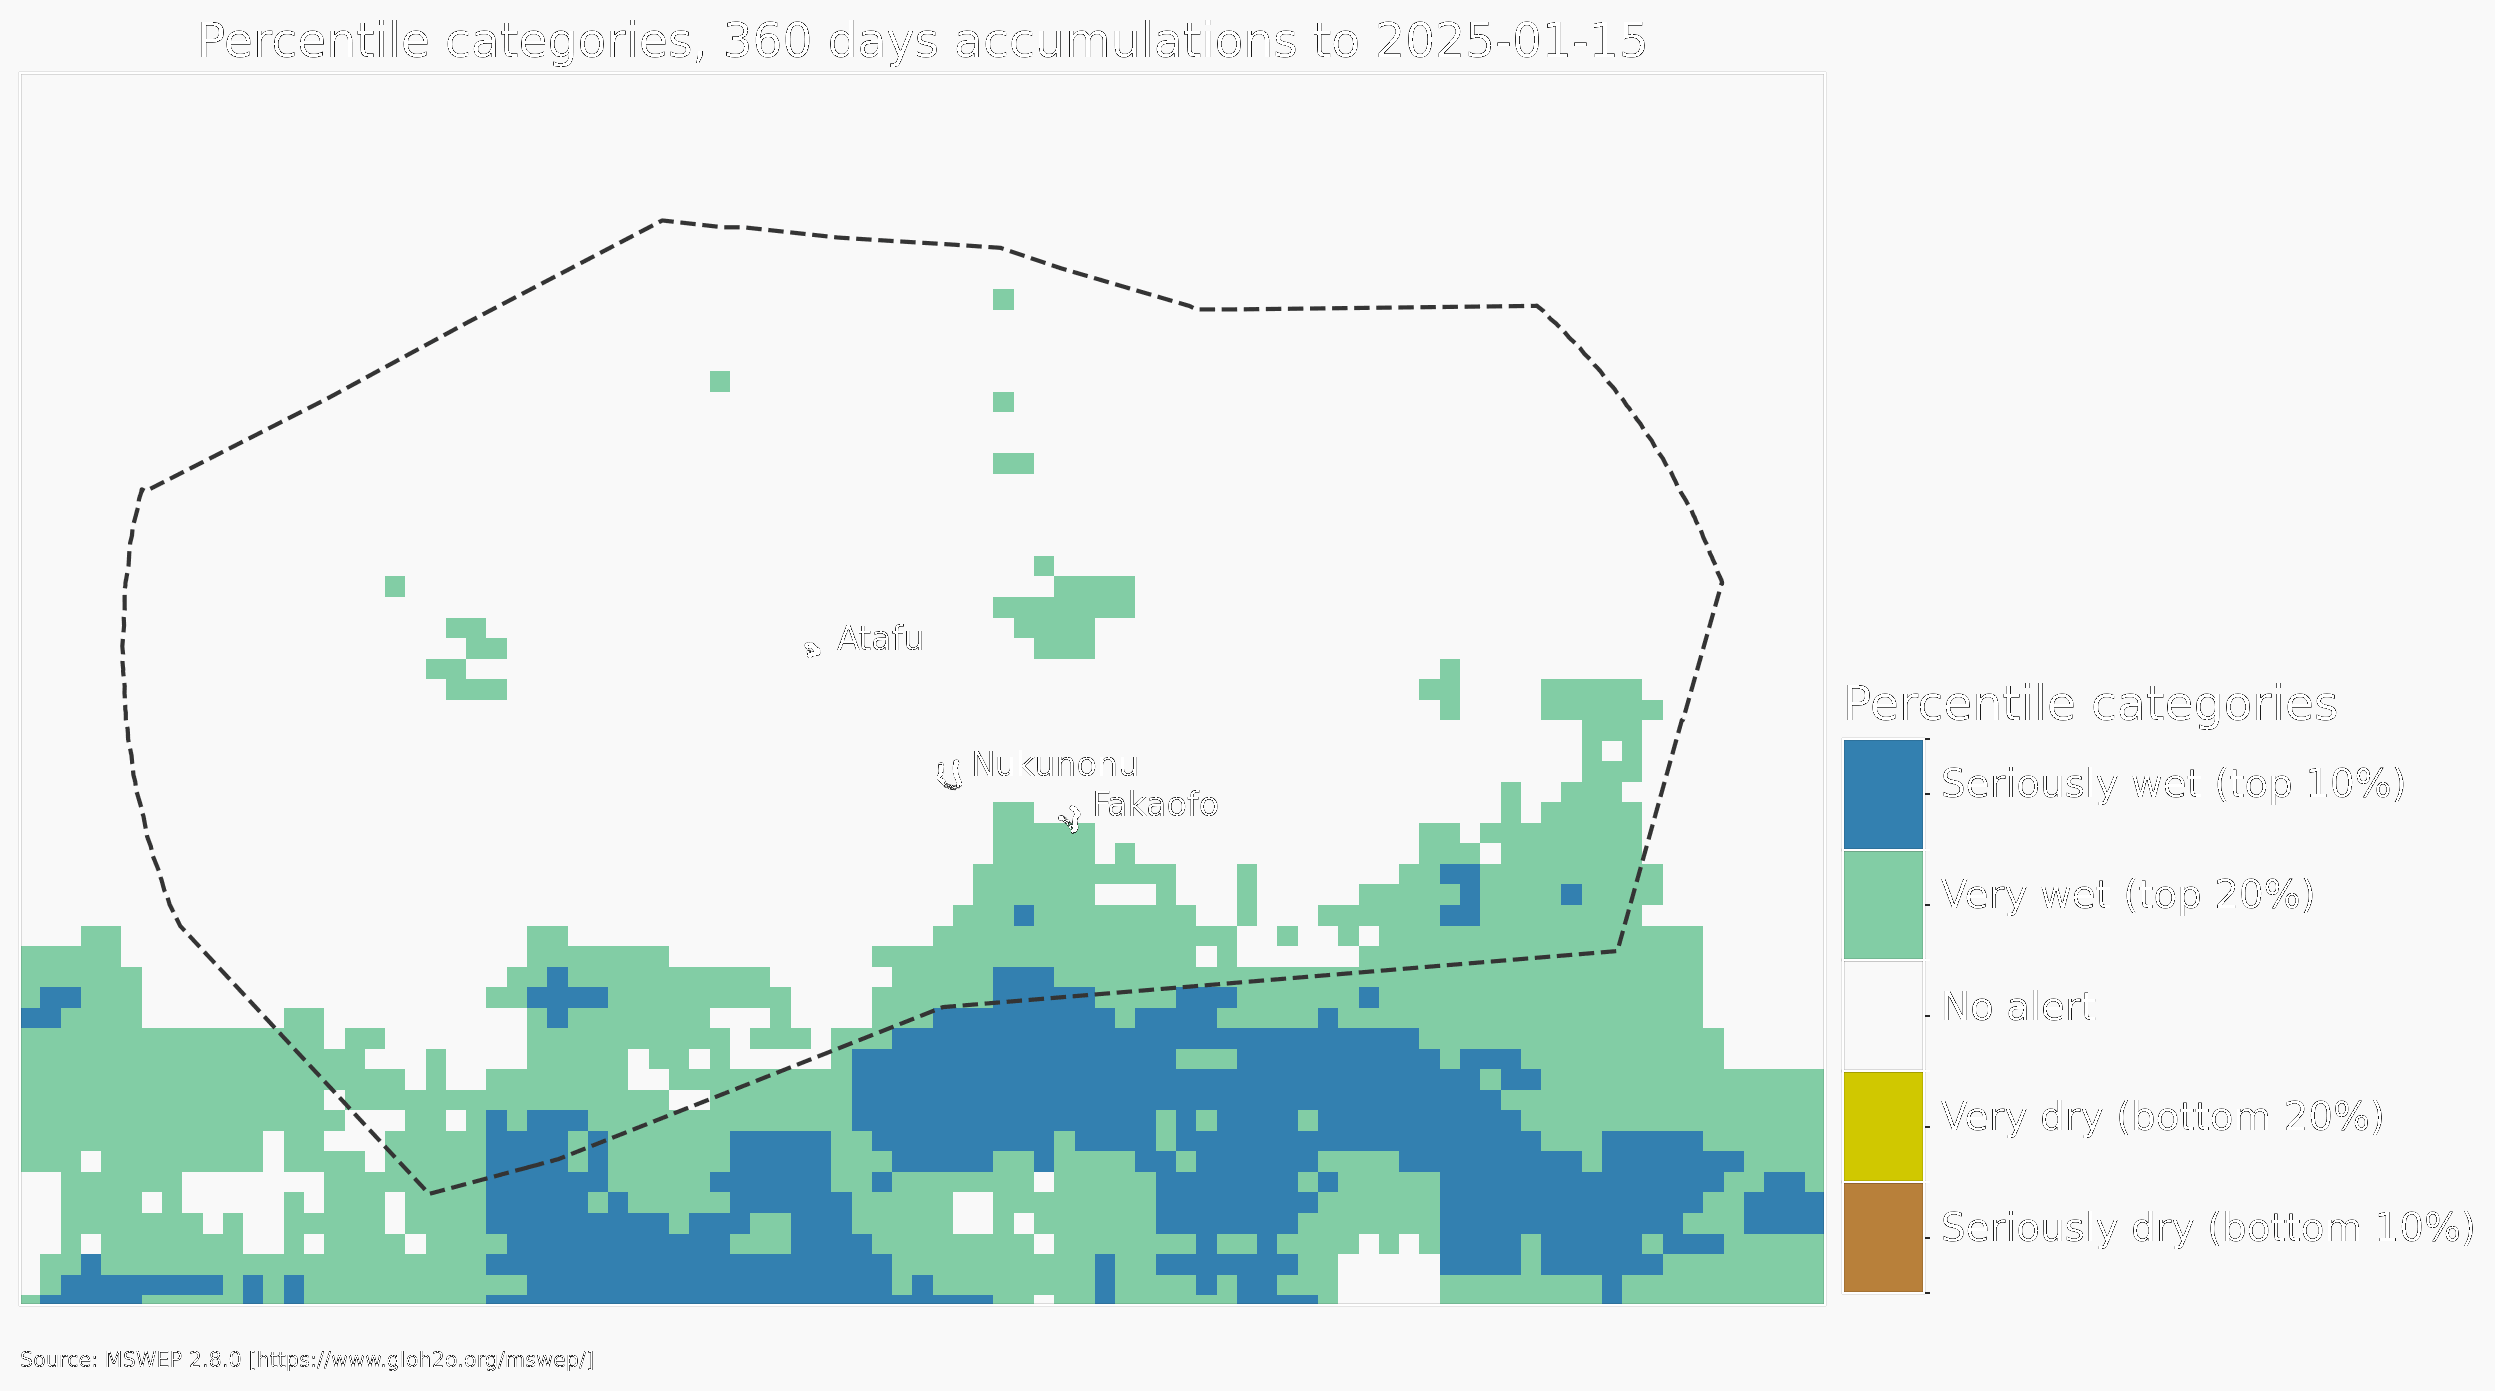 Percentile categories, 360 days accumulations to 2025-01-15
Atafu
Nukunonu
Fakaofo
Percentile categories
Seriously wet (top 10%)
Very wet (top 20%)
No alert
Very dry (bottom 20%)
Seriously dry (bottom 10%)
Source: MSWEP 2.8.0 [https://www.gloh2o.org/mswep/]